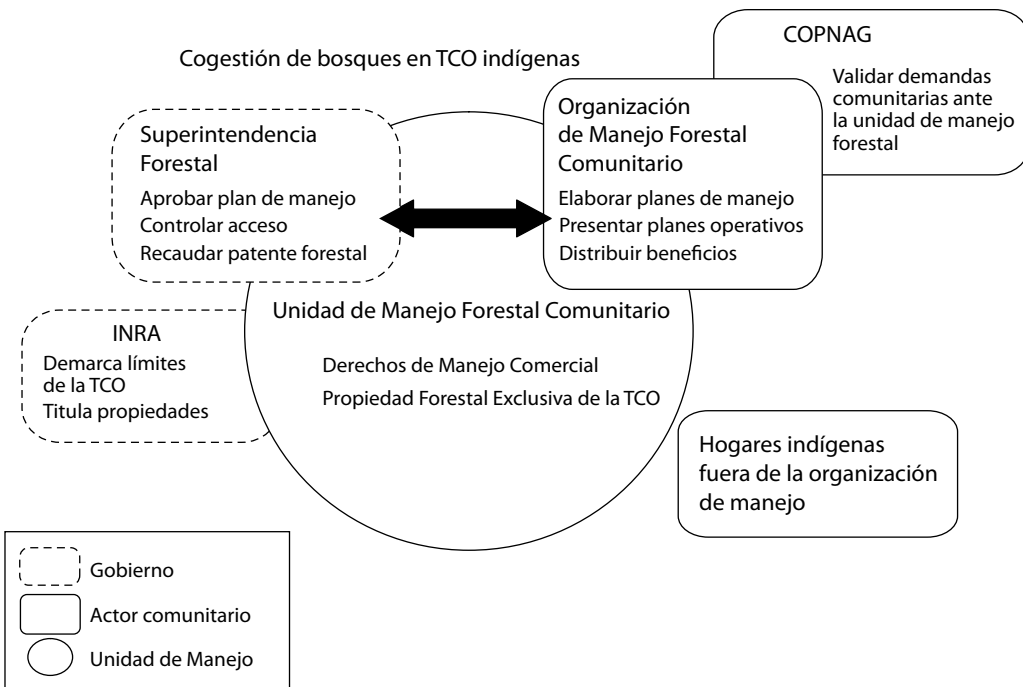 Cogestión de bosques en TCO indígenas
COPNAG
Validar demandas
comunitarias ante
la unidad de manejo
forestal
Superintendencia
Forestal
Aprobar plan de manejo
Controlar acceso
Recaudar patente forestal
Organización
de Manejo Forestal
Comunitario
Elaborar planes de manejo
Presentar planes operativos
Distribuir beneficios
Unidad de Manejo Forestal Comunitario
Derechos de Manejo Comercial
Propiedad Forestal Exclusiva de la TCO
INRA
Demarca límites
de la TCO
Titula propiedades
Hogares indígenas
fuera de la organización
de manejo
Gobierno
Actor comunitario
Unidad de Manejo